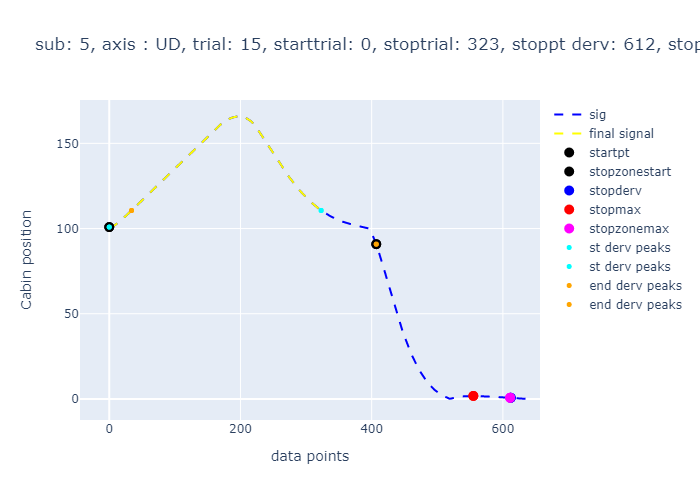 sub: 5, axis : UD, trial: 15, starttrial: 0, stoptrial: 323, stoppt derv: 612, stop
sig
final signal
startpt
stopzonestart
stopderv
stopmax
stopzonemax
st derv peaks
st derv peaks
end derv peaks
end derv peaks
Cabin position
150
100
50
0
0 200 400 600
data points